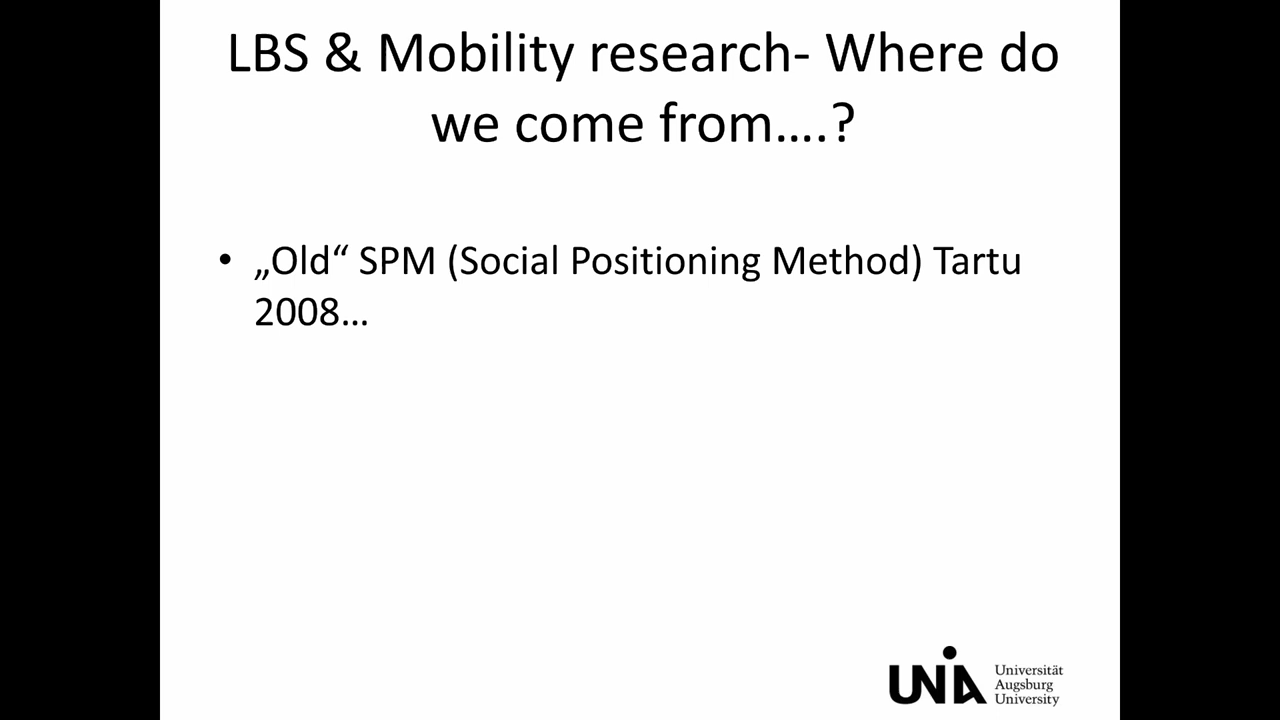 LBS & Mobility research- Where do
we come from….?
• „Old“ SPM (Social Positioning Method) Tartu
2008…
UNIA
Universität
Augsburg
University